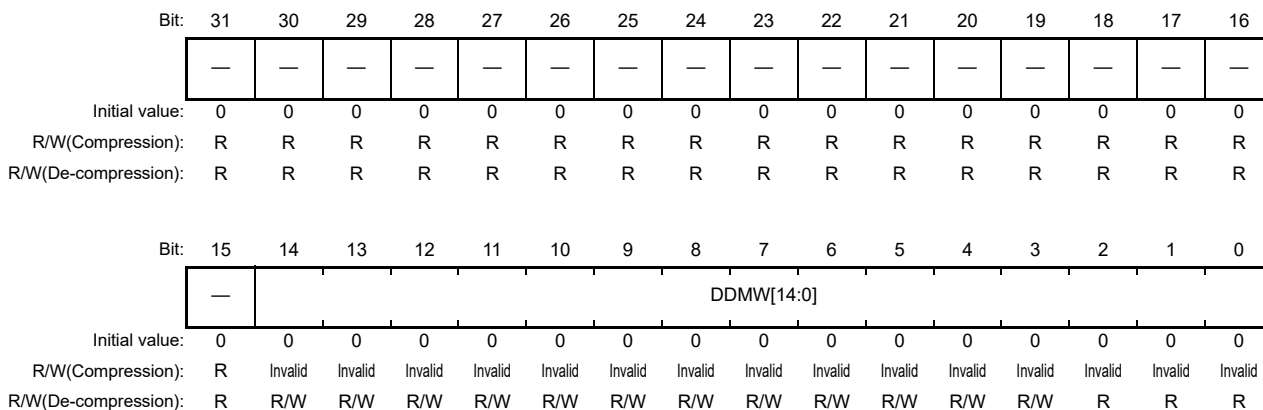 Bit: 31 30 29 28 27 26 25 24 23 22 21 20 19 18 17 16
— — — — — — — — — — — — — — — —
Initial value: 0 0 0 0 0 0 0 0 0 0 0 0 0 0 0 0
R/W(Compression): R R R R R R R R R R R R R R R R
R/W(De-compression): R R R R R R R R R R R R R R R R
Bit: 15 14 13 12 11 10 9 8 7 6 5 4 3 2 1 0
— DDMW[14:0]
Initial value: 0 0 0 0 0 0 0 0 0 0 0 0 0 0 0 0
R/W(Compression): R Invalid Invalid Invalid Invalid Invalid Invalid Invalid Invalid Invalid Invalid Invalid Invalid Invalid Invalid Invalid
R/W(De-compression): R R/W R/W R/W R/W R/W R/W R/W R/W R/W R/W R/W R/W R R R